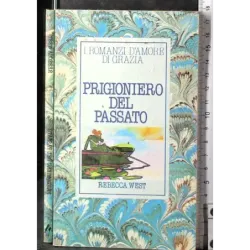 I ROMANZI D'AMORE
DI GRAZIA
PRIGIONIERO
DEL
PASSATO
REBECCA WEST